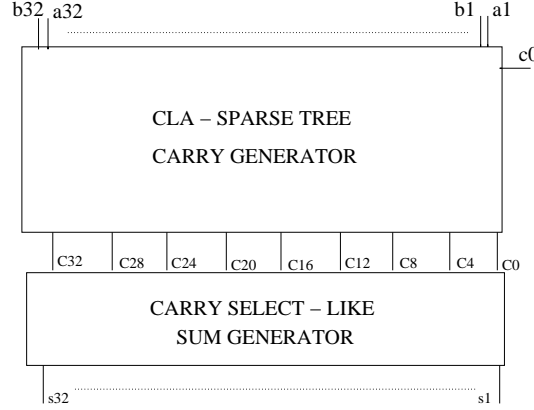 b32 a32 b1 a1
c0
CLA – SPARSE TREE
CARRY GENERATOR
C32 C28 C24 C20 C16 C12 C8 C4 C0
CARRY SELECT – LIKE
SUM GENERATOR
s32 s1